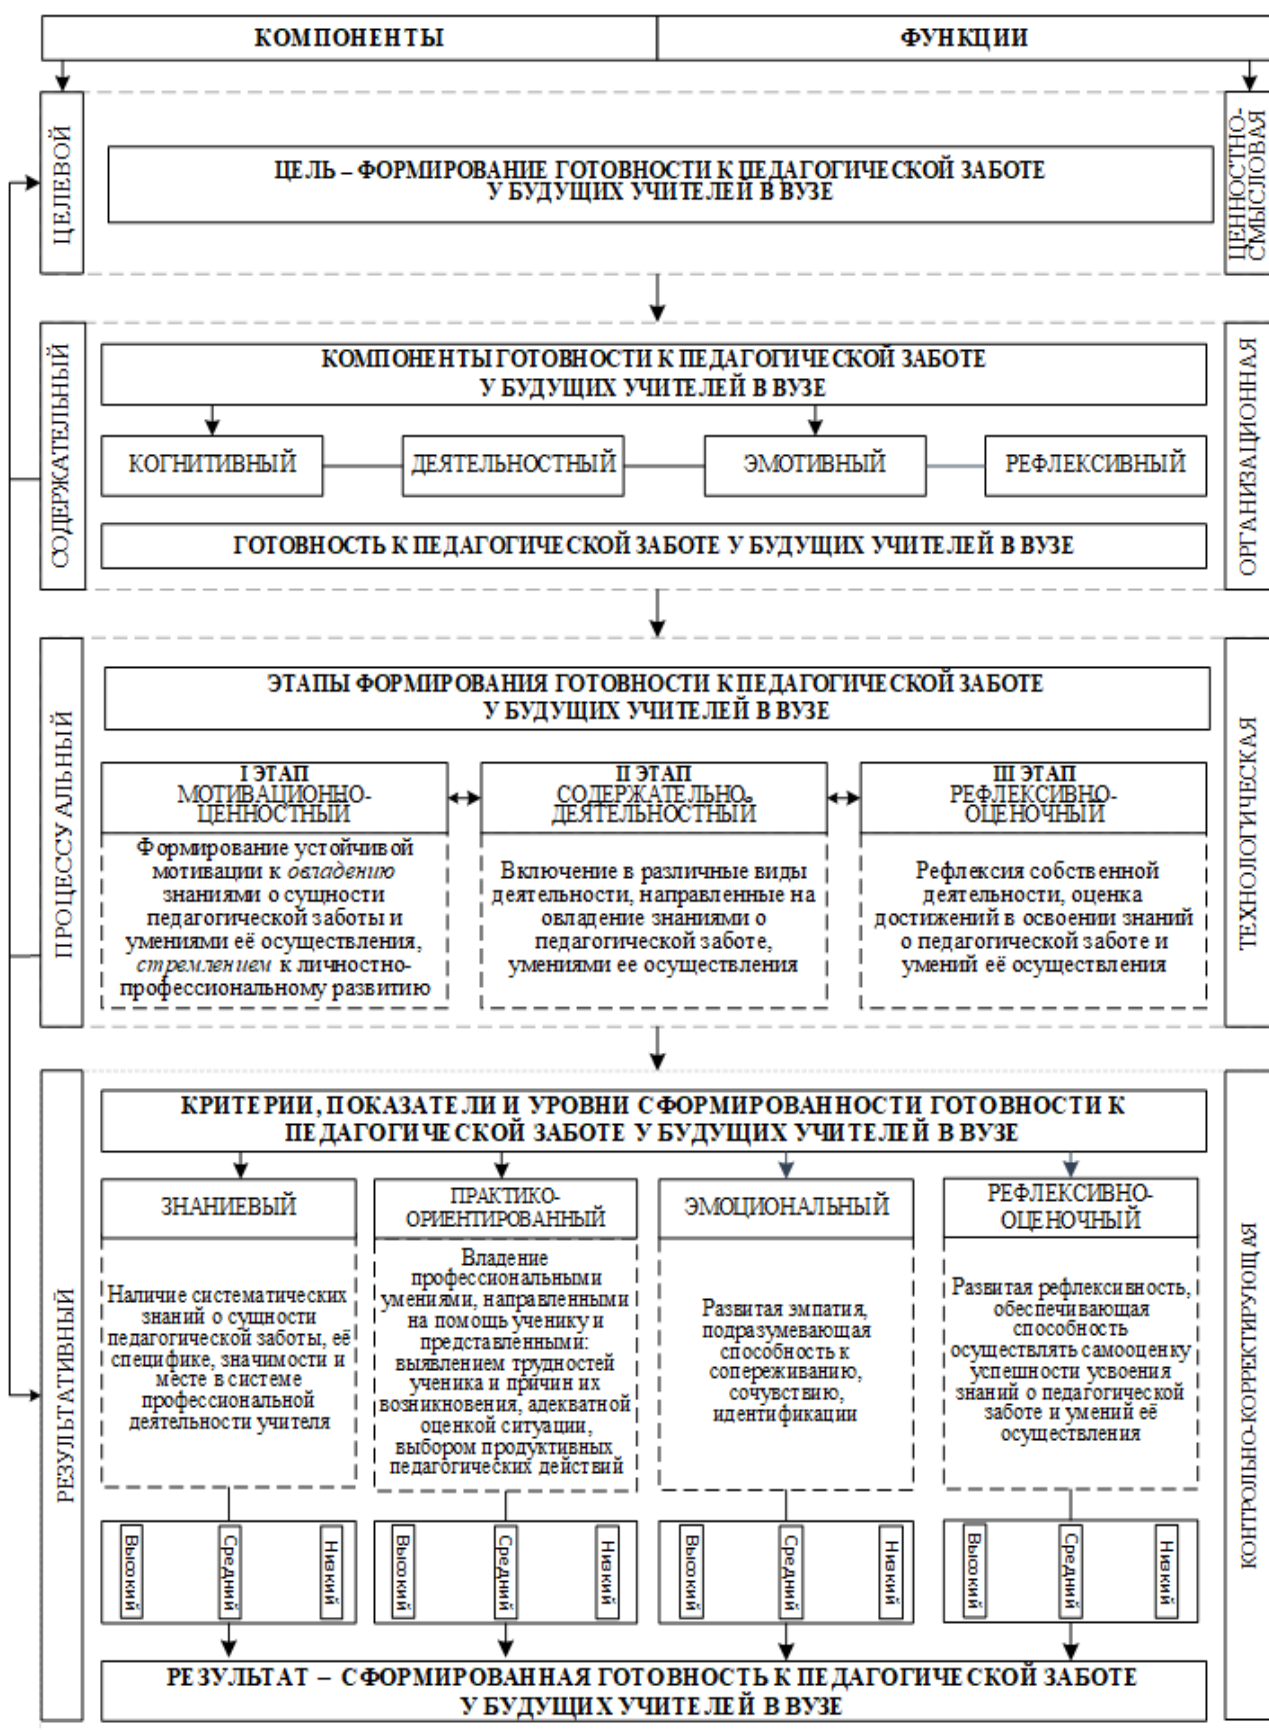 КОМПОНЕНТЫ
ФУНКЦИИ
ЦЕЛЕВОЙ
ЦЕЛЬ – ФОРМИРОВАНИЕ ГОТОВНОСТИ К ПЕДАГОГИЧЕСКОЙ ЗАБОТЕ
У БУДУЩИХ УЧИТЕЛЕЙ В ВУЗЕ
ЦЕННОСТНО-
СМЫСЛОВАЯ
СОДЕРЖАТЕЛЬНЫЙ
КОМПОНЕНТЫ ГОТОВНОСТИ К ПЕДАГОГИЧЕСКОЙ ЗАБОТЕ
У БУДУЩИХ УЧИТЕЛЕЙ В ВУЗЕ
КОГНИТИВНЫЙ
ДЕЯТЕЛЬНОСТНЫЙ
ЭМОТИВНЫЙ
РЕФЛЕКСИВНЫЙ
ГОТОВНОСТЬ К ПЕДАГОГИЧЕСКОЙ ЗАБОТЕ У БУДУЩИХ УЧИТЕЛЕЙ В ВУЗЕ
ОРГАНИЗАЦИОННАЯ
ПРОЦЕССУАЛЬНЫЙ
ЭТАПЫ ФОРМИРОВАНИЯ ГОТОВНОСТИ К ПЕДАГОГИЧЕСКОЙ ЗАБОТЕ
У БУДУЩИХ УЧИТЕЛЕЙ В ВУЗЕ
I ЭТАП
МОТИВАЦИОННО-
ЦЕННОСТНЫЙ
Формирование устойчивой
мотивации к овладению
знаниями о сущности
педагогической заботы и
умениями её осуществления,
стремлением к личностно-
профессиональному развитию
II ЭТАП
СОДЕРЖАТЕЛЬНО-
ДЕЯТЕЛЬНОСТНЫЙ
Включение в различные виды
деятельности, направленные на
овладение знаниями о
педагогической заботе,
умениями ее осуществления
III ЭТАП
РЕФЛЕКСИВНО-
ОЦЕНОЧНЫЙ
Рефлексия собственной
деятельности, оценка
достижений в освоении знаний
о педагогической заботе и
умений её осуществления
ТЕХНОЛОГИЧЕСКАЯ
РЕЗУЛЬТАТИВНЫЙ
КРИТЕРИИ, ПОКАЗАТЕЛИ И УРОВНИ СФОРМИРОВАННОСТИ ГОТОВНОСТИ К
ПЕДАГОГИЧЕСКОЙ ЗАБОТЕ У БУДУЩИХ УЧИТЕЛЕЙ В ВУЗЕ
ЗНАНИЕВЫЙ
Наличие систематических
знаний о сущности
педагогической заботы, её
специфике, значимости и
месте в системе
профессиональной
деятельности учителя
Высокий
Средний
Низкий
ПРАКТИКО-
ОРИЕНТИРОВАННЫЙ
Владение
профессиональными
умениями, направленными
на помощь ученику и
представленными:
выявлением трудностей
ученика и причин их
возникновения, адекватной
оценкой ситуации,
выбором продуктивных
педагогических действий
Высокий
Средний
Низкий
ЭМОЦИОНАЛЬНЫЙ
Развитая эмпатия,
подразумевающая
способность к
сопереживанию,
сочувствию,
идентификации
Высокий
Средний
Низкий
РЕФЛЕКСИВНО-
ОЦЕНОЧНЫЙ
Развитая рефлексивность,
обеспечивающая
способность
осуществлять самооценку
успешности усвоения
знаний о педагогической
заботе и умений её
осуществления
Высокий
Средний
Низкий
РЕЗУЛЬТАТ – СФОРМИРОВАННАЯ ГОТОВНОСТЬ К ПЕДАГОГИЧЕСКОЙ ЗАБОТЕ
У БУДУЩИХ УЧИТЕЛЕЙ В ВУЗЕ
КОНТРОЛЬНО-КОРРЕКТИРУЮЩАЯ